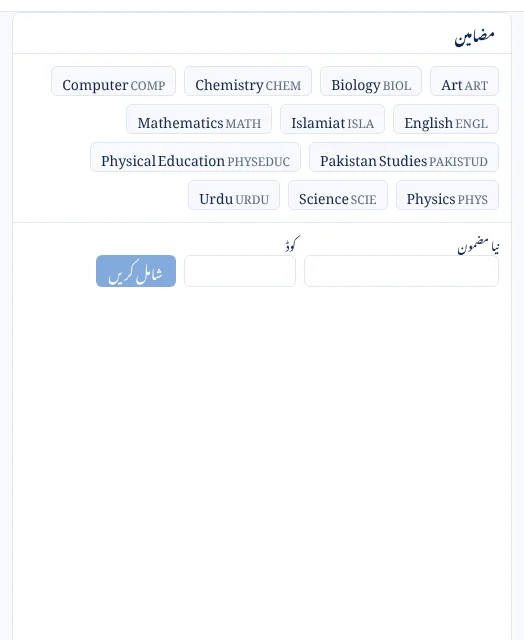 مضامین
Art ART Biology BIOL Chemistry CHEM Computer COMP
English ENGL Islamiat ISLA Mathematics MATH
Pakistan Studies PAKISTUD Physical Education PHYSEDUC
Physics PHYS Science SCIE Urdu URDU
نیا مضمون کوڈ
شامل کریں